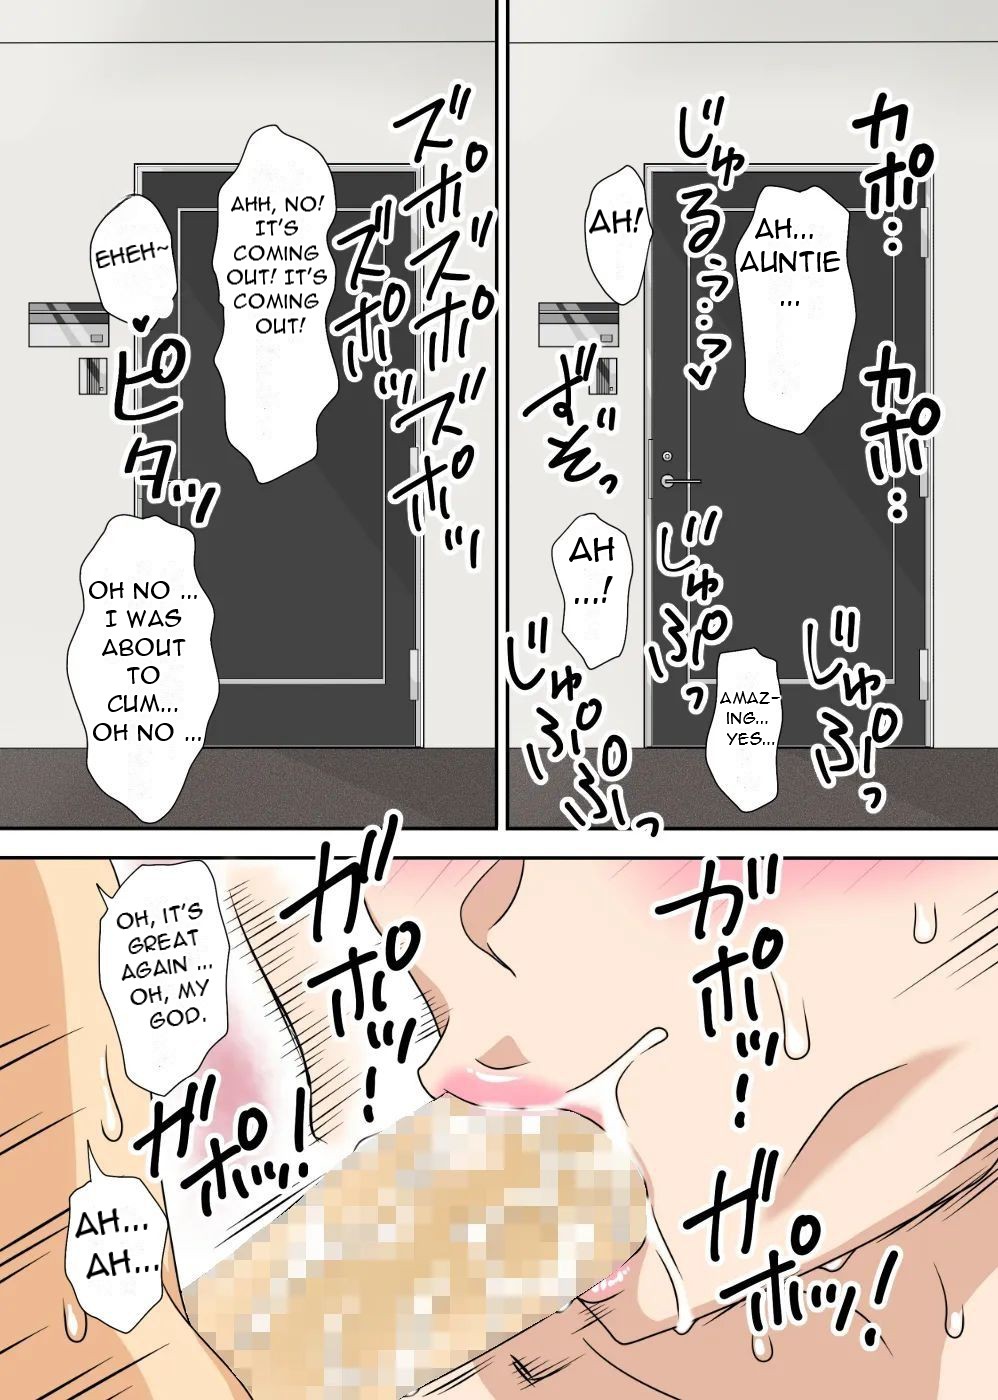 カポ…
AH...
AUNTIE
...
じゅるぅっ…っ♥
AH!
カポ…
ずぞっ
AH
...!
じゅぷっ
じゅぷ
AMAZ-
ING...
YES...
じゅぷぷっ
ズポ
ズポッ
ズポッ
ズポッ
AHH, NO!
IT'S
COMING
OUT! IT'S
COMING
OUT!
EHEH~
♥
ピタッ
OH NO ...
I WAS
ABOUT
TO
CUM...
OH NO ...
ガポッ!
ガポッ!
OH, IT'S
GREAT
AGAIN ...
OH, MY
GOD.
ガポッ!
ガポッ!
AH...
AH...